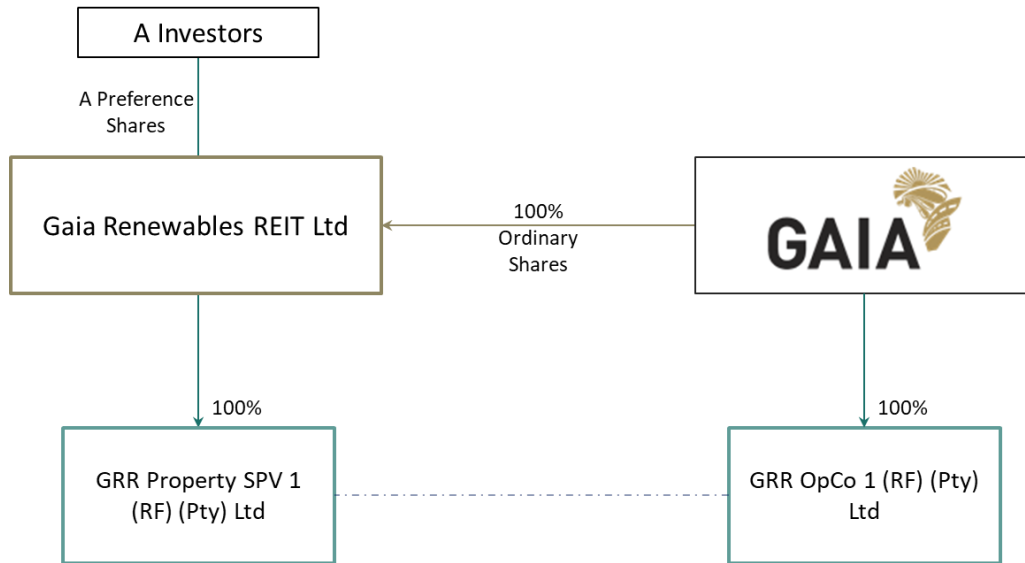 A Investors
A Preference
Shares
Gaia Renewables REIT Ltd
100%
Ordinary
Shares
GAIA
100%
100%
GRR Property SPV 1
(RF) (Pty) Ltd
GRR OpCo 1 (RF) (Pty)
Ltd